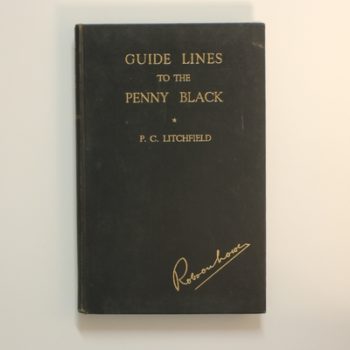 GUIDE LINES
TO THE
PENNY BLACK
*
P. C. LITCHFIELD
Robson Lowe